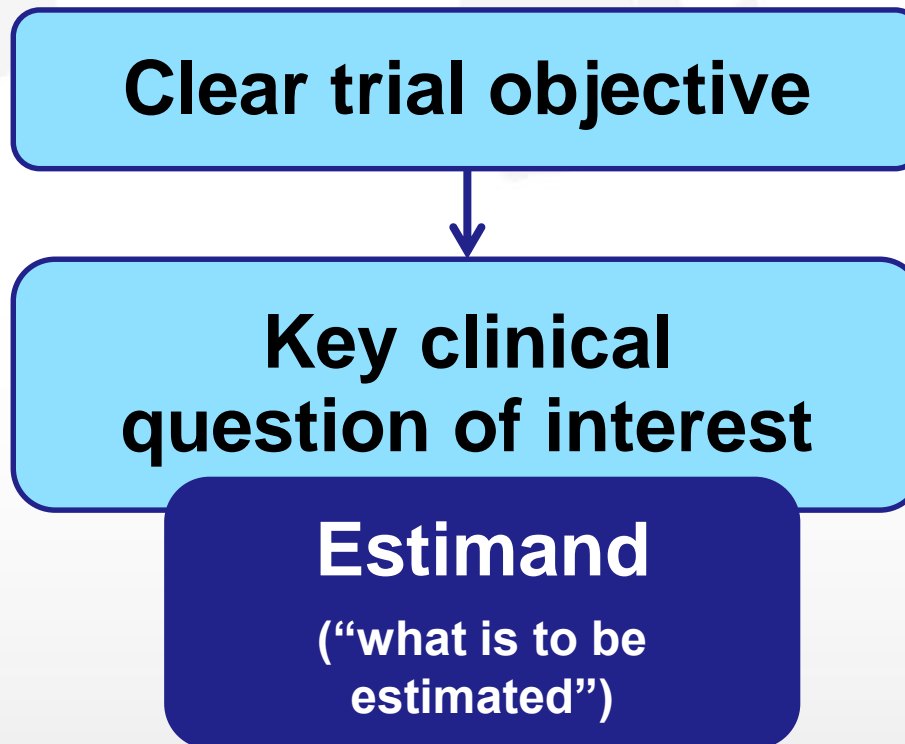 Clear trial objective
Key clinical
question of interest
Estimand
(“what is to be
estimated”)